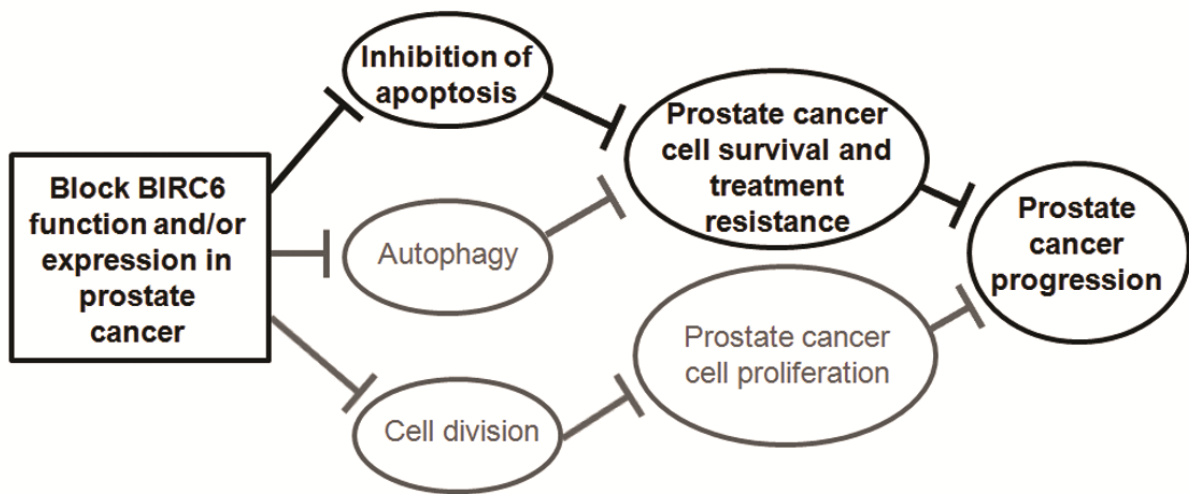 Inhibition of
apoptosis
Block BIRC6
function and/or
expression in
prostate
cancer
Autophagy
Cell division
Prostate cancer
cell survival and
treatment
resistance
Prostate cancer
cell proliferation
Prostate
cancer
progression